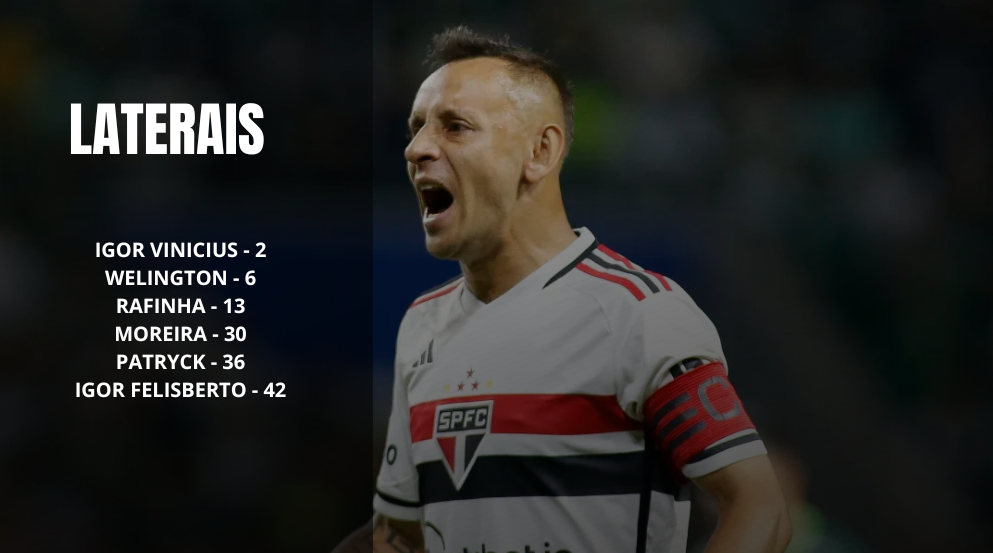 LATERAIS
IGOR VINICIUS - 2
WELINGTON - 6
RAFINHA - 13
MOREIRA - 30
PATRYCK - 36
IGOR FELISBERTO - 42
SPFC